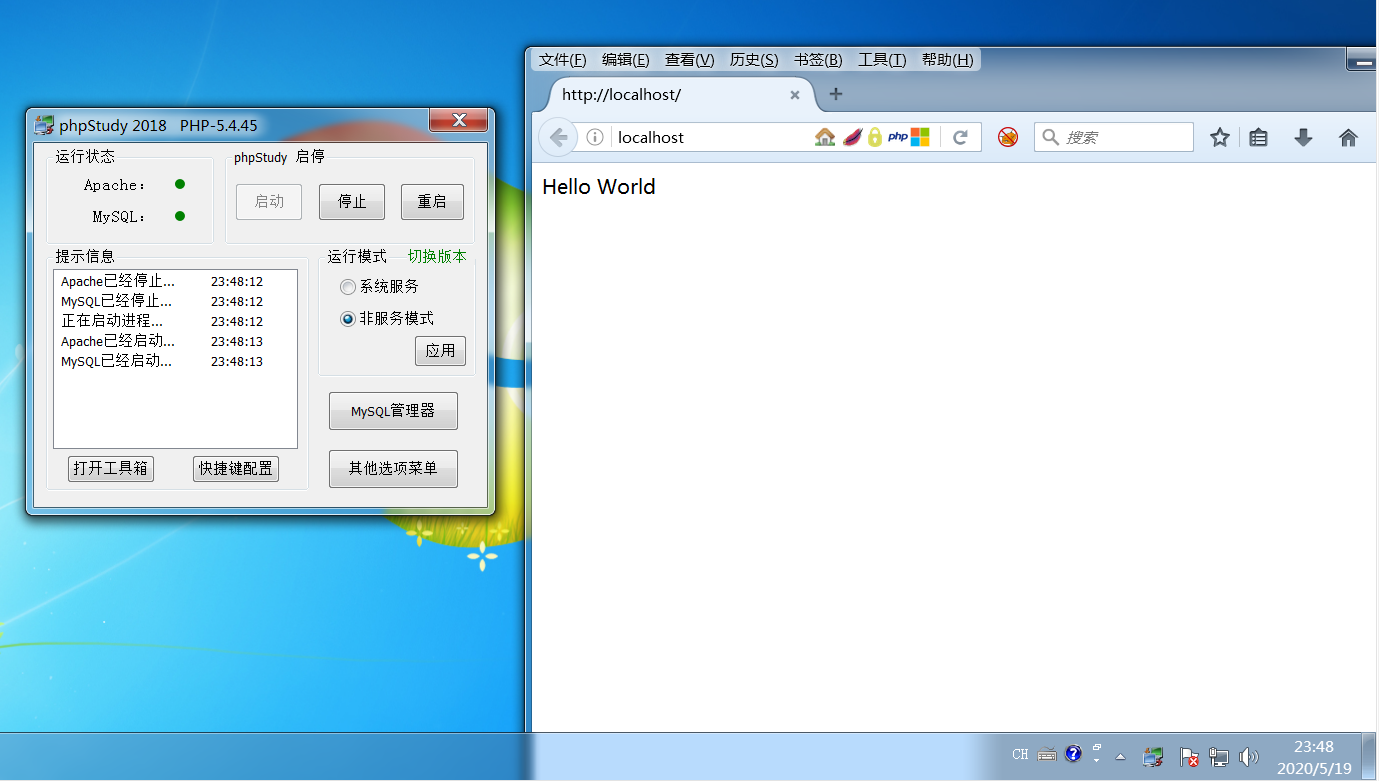 phpStudy 2018 PHP-5.4.45
运行状态
Apache:
MySQL:
phpStudy 启停
启动 停止 重启
提示信息
Apache已经停止... 23:48:12
MySQL已经停止... 23:48:12
正在启动进程... 23:48:12
Apache已经启动... 23:48:13
MySQL已经启动... 23:48:13
打开工具箱 快捷键配置
运行模式 切换版本
系统服务
非服务模式
应用
MySQL管理器
其他选项菜单
文件(F) 编辑(E) 查看(V) 历史(S) 书签(B) 工具(T) 帮助(H)
http://localhost/
localhost php 搜索
Hello World
CH 23:48
2020/5/19